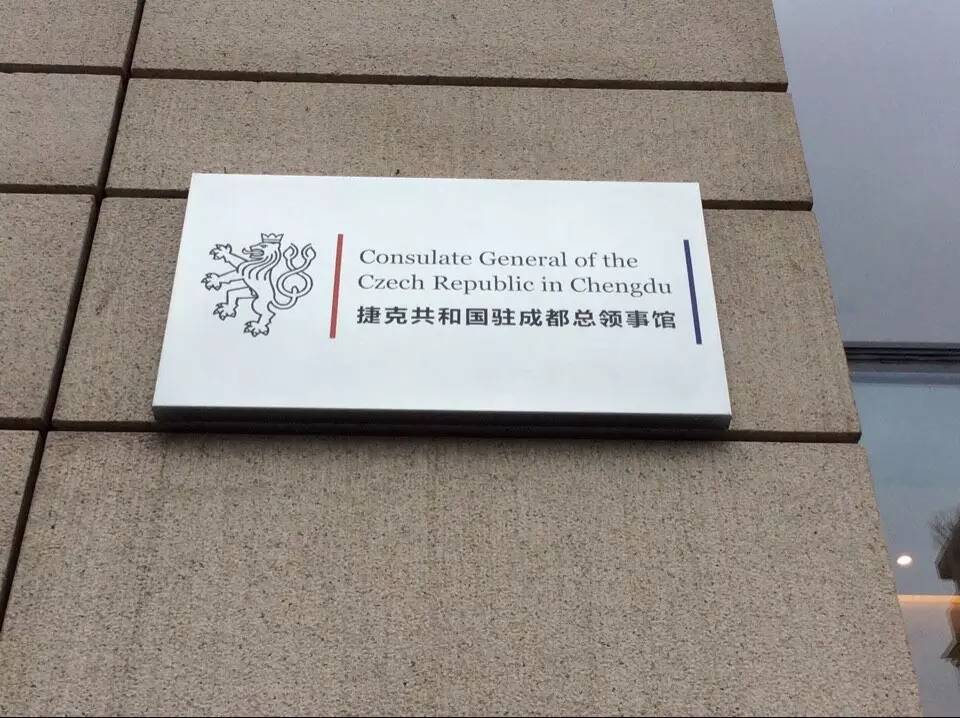 Consulate General of the
Czech Republic in Chengdu
捷克共和国驻成都总领事馆